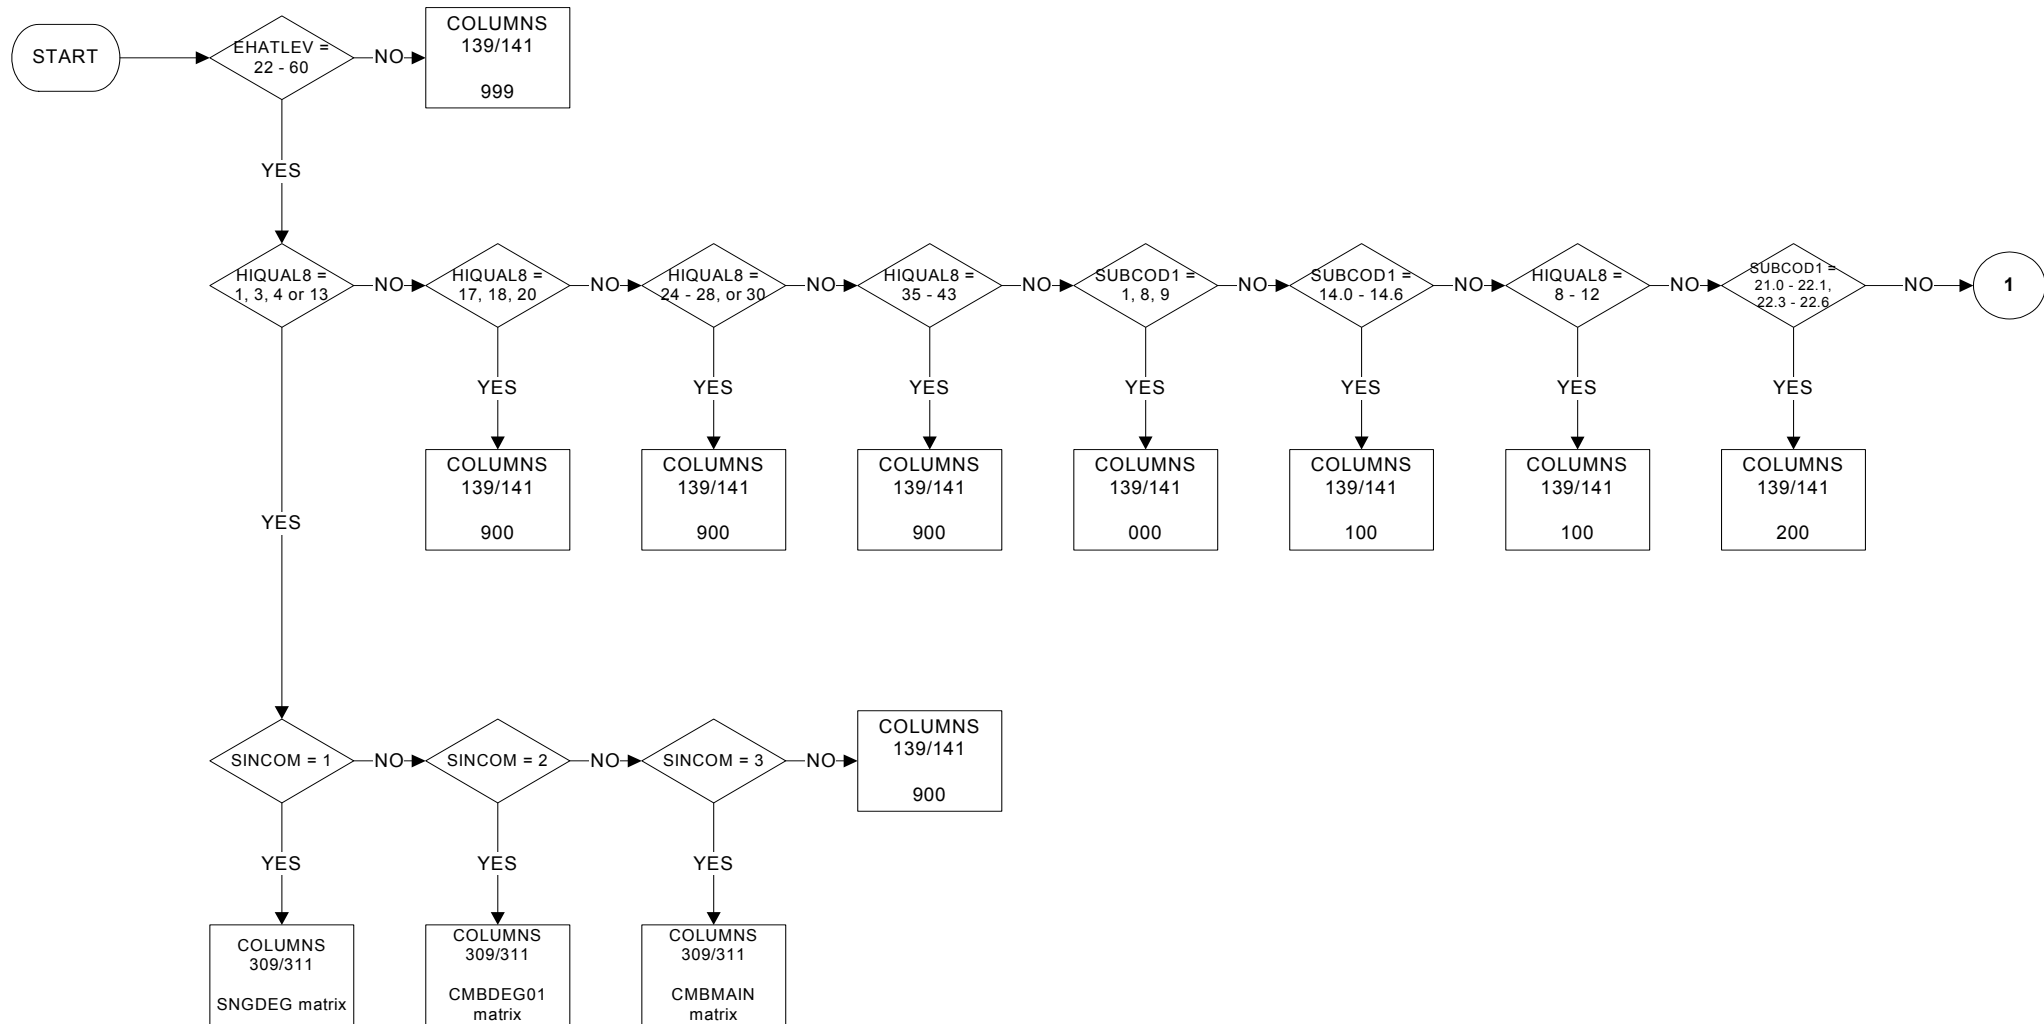 START
EHATLEV =
22 - 60
NO
COLUMNS
139/141
999
YES
HIQUAL8 =
1, 3, 4 or 13
NO
HIQUAL8 =
17, 18, 20
NO
HIQUAL8 =
24 - 28, or 30
NO
HIQUAL8 =
35 - 43
NO
SUBCOD1 =
1, 8, 9
NO
SUBCOD1 =
14.0 - 14.6
NO
HIQUAL8 =
8 - 12
NO
SUBCOD1 =
21.0 - 22.1,
22.3 - 22.6
NO
1
YES
YES
YES
YES
YES
YES
YES
COLUMNS
139/141
900
COLUMNS
139/141
900
COLUMNS
139/141
900
COLUMNS
139/141
000
COLUMNS
139/141
100
COLUMNS
139/141
100
COLUMNS
139/141
200
YES
SINCOM = 1
NO
SINCOM = 2
NO
SINCOM = 3
NO
COLUMNS
139/141
900
YES
YES
YES
COLUMNS
309/311
SNGDEG matrix
COLUMNS
309/311
CMBDEG01
matrix
COLUMNS
309/311
CMBMAIN
matrix